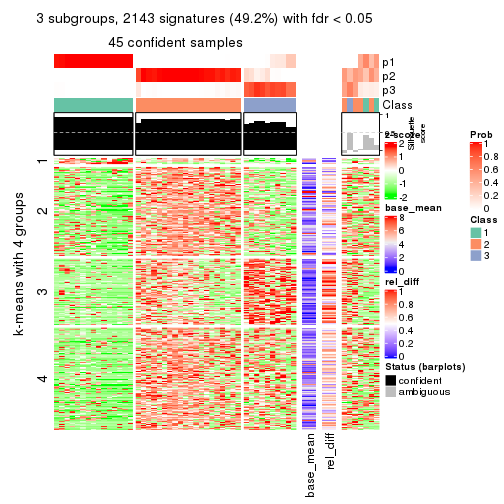 3 subgroups, 2143 signatures (49.2%) with fdr < 0.05
45 confident samples
p1
p2
p3
Class
1
Silhouette
score
k-means with 4 groups
1
2
3
4
base_mean
rel_diff
z-score
2
1
0
-1
-2
base_mean
8
6
4
2
0
rel_diff
1
0.8
0.6
0.4
0.2
0
Status (barplots)
confident
ambiguous
Prob
1
0.8
0.6
0.4
0.2
0
Class
1
2
3